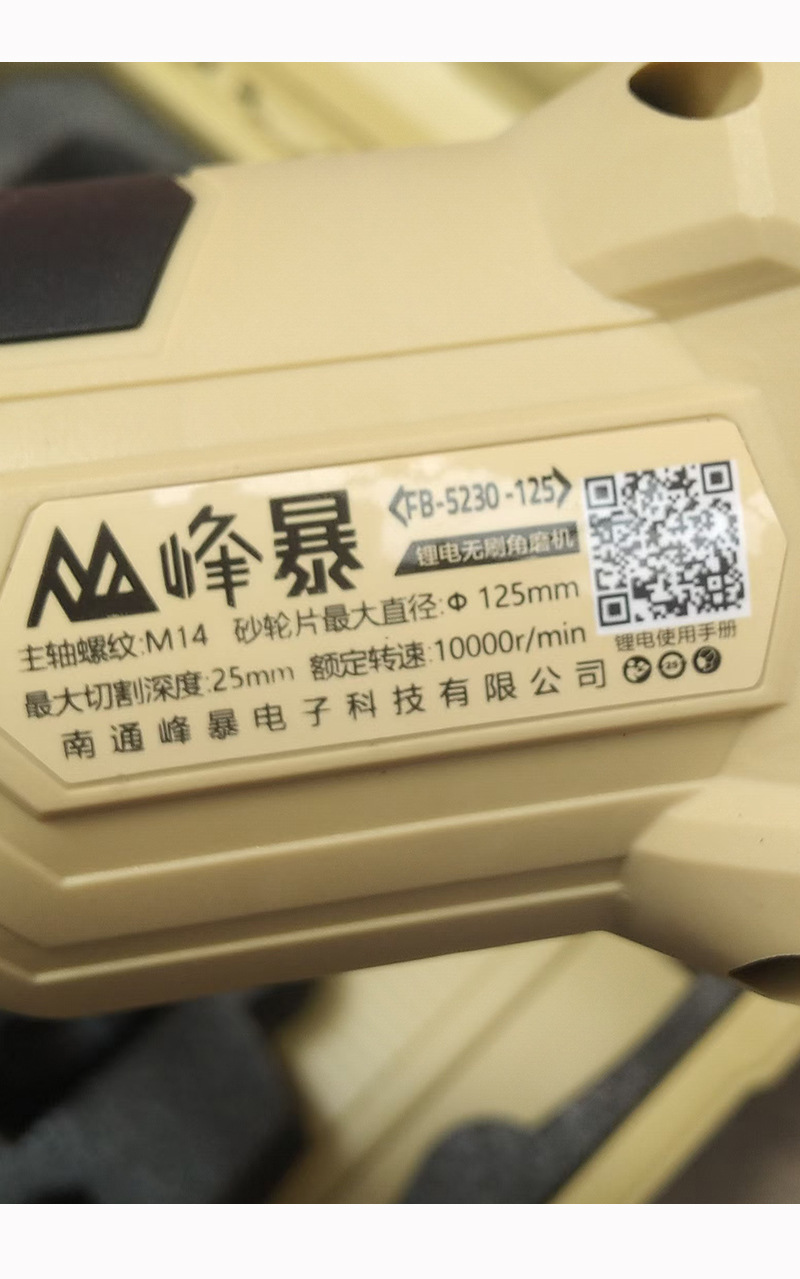 峰暴
FB-5230-125
锂电无刷角磨机
主轴螺纹:M14 砂轮片最大直径:Φ 125mm
最大切割深度:25mm 额定转速:10000r/min
南通峰暴电子科技有限公司
锂电使用手册